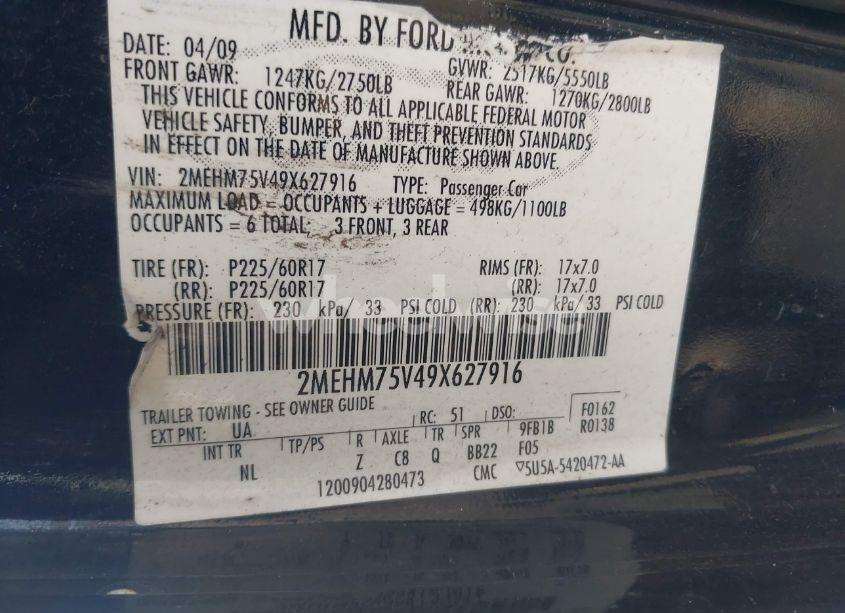 MFD. BY FORD CO.
DATE: 04/09 GVWR: 2517KG/5550LB
FRONT GAWR: 1247KG/2750LB REAR GAWR: 1270KG/2800LB
THIS VEHICLE CONFORMS TO ALL APPLICABLE FEDERAL MOTOR
VEHICLE SAFETY, BUMPER, AND THEFT PREVENTION STANDARDS
IN EFFECT ON THE DATE OF MANUFACTURE SHOWN ABOVE.
VIN: 2MEHM75V49X627916 TYPE: Passenger Car
MAXIMUM LOAD = OCCUPANTS + LUGGAGE = 498KG/1100LB
OCCUPANTS = 6 TOTAL, 3 FRONT, 3 REAR
TIRE (FR): P225/60R17 RIMS (FR): 17x7.0
(RR): P225/60R17 (RR): 17x7.0
PRESSURE (FR): 230 kPa/ 33 PSI COLD (RR): 230 kPa/33 PSI COLD
wheelwise
2MEHM75V49X627916
TRAILER TOWING - SEE OWNER GUIDE
EXT PNT: UA RC: 51 DSO: F0162
INT TR TP/PS R AXLE TR SPR 9FB1B R0138
NL Z C8 Q BB22 F05
1200904280473 CMC 5U5A-5420472-AA